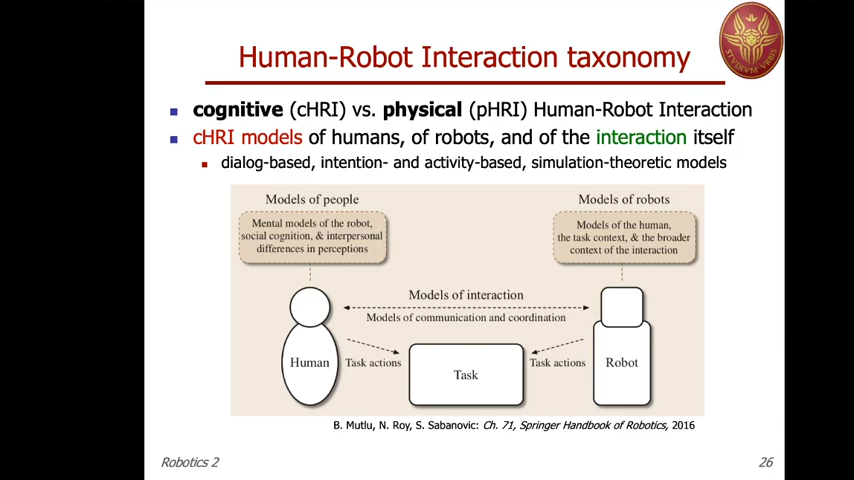 Human-Robot Interaction taxonomy
STVDIVM VRBIS
cognitive (cHRI) vs. physical (pHRI) Human-Robot Interaction
cHRI models of humans, of robots, and of the interaction itself
dialog-based, intention- and activity-based, simulation-theoretic models
Models of people
Models of robots
Mental models of the robot,
social cognition, & interpersonal
differences in perceptions
Models of the human,
the task context, & the broader
context of the interaction
Models of interaction
Models of communication and coordination
Human
Task actions
Task
Task actions
Robot
B. Mutlu, N. Roy, S. Sabanovic: Ch. 71, Springer Handbook of Robotics, 2016
Robotics 2
26